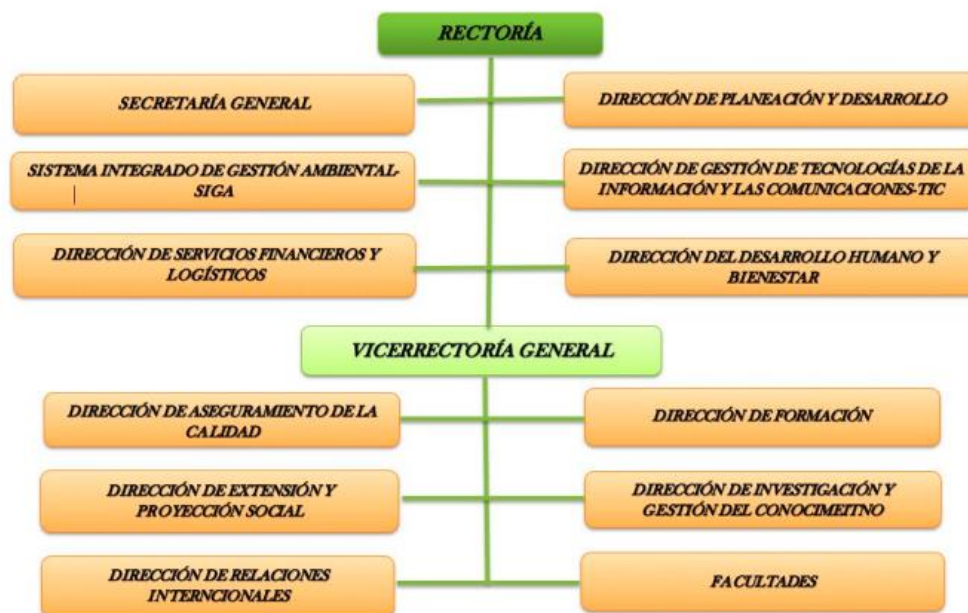 RECTORÍA
SECRETARÍA GENERAL
DIRECCIÓN DE PLANEACIÓN Y DESARROLLO
SISTEMA INTEGRADO DE GESTIÓN AMBIENTAL-
SIGA
DIRECCIÓN DE GESTIÓN DE TECNOLOGÍAS DE LA
INFORMACIÓN Y LAS COMUNICACIONES-TIC
DIRECCIÓN DE SERVICIOS FINANCIEROS Y
LOGÍSTICOS
DIRECCIÓN DEL DESARROLLO HUMANO Y
BIENESTAR
VICERRECTORÍA GENERAL
DIRECCIÓN DE ASEGURAMIENTO DE LA
CALIDAD
DIRECCIÓN DE FORMACIÓN
DIRECCIÓN DE EXTENSIÓN Y
PROYECCIÓN SOCIAL
DIRECCIÓN DE INVESTIGACIÓN Y
GESTIÓN DEL CONOCIMEITNO
DIRECCIÓN DE RELACIONES
INTERNCIONALES
FACULTADES